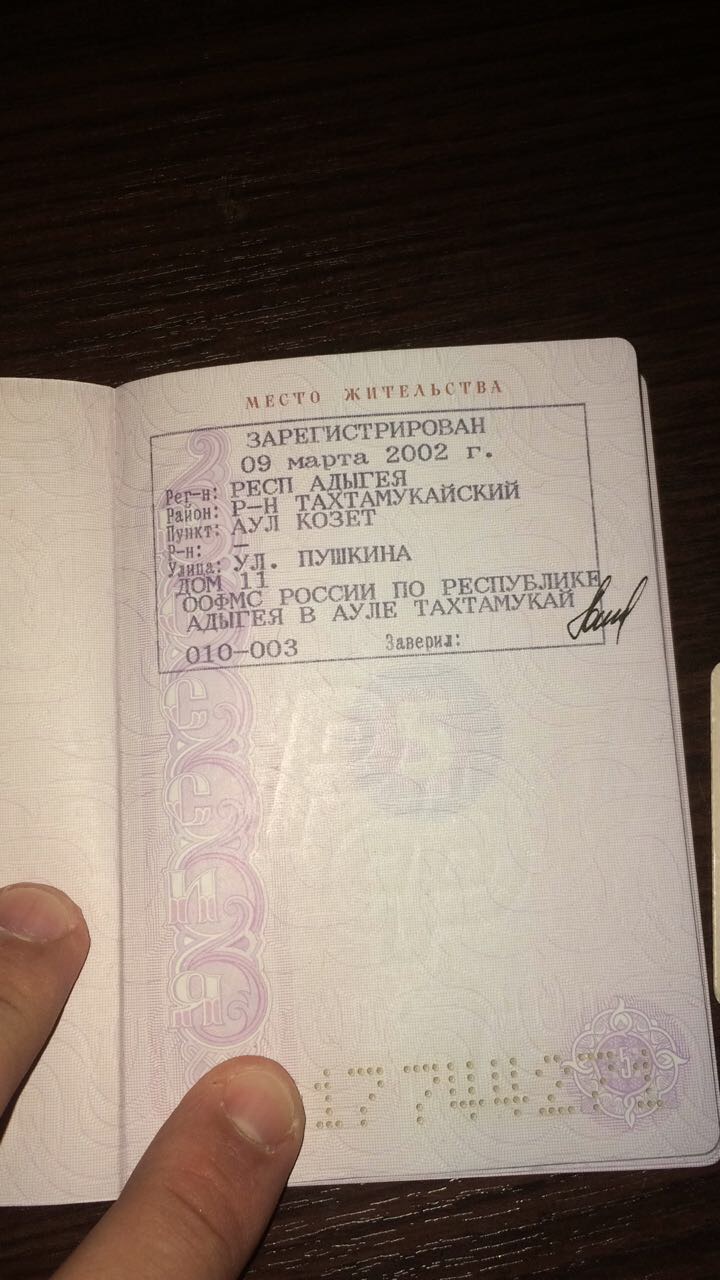 МЕСТО ЖИТЕЛЬСТВА
ЗАРЕГИСТРИРОВАН
09 марта 2002 г.
Рег-н: РЕСП АДЫГЕЯ
Район: Р-Н ТАХТАМУКАЙСКИЙ
Пункт: АУЛ КОЗЕТ
Р-н: –
Улица: УЛ. ПУШКИНА
ДОМ 11
ООФМС РОССИИ ПО РЕСПУБЛИКЕ
АДЫГЕЯ В АУЛЕ ТАХТАМУКАЙ
010-003 Заверил:
5